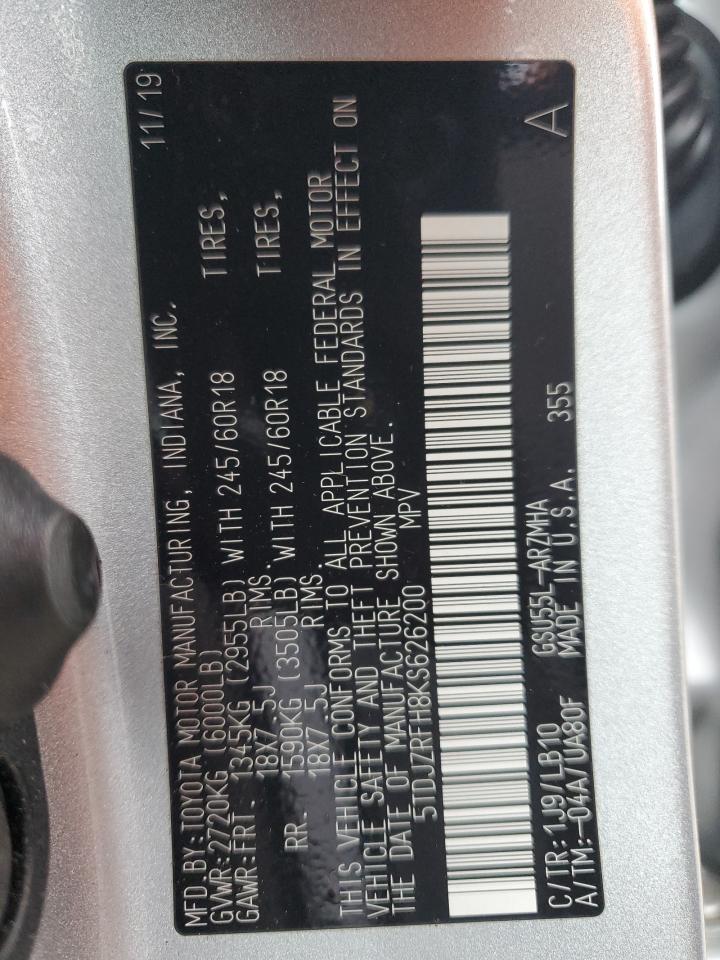 MFD.BY:TOYOTA MOTOR MANUFACTURING, INDIANA, INC. 11/19
GVWR:2720KG (6000LB)
GAWR:FRT. 1345KG (2955LB) WITH 245/60R18 TIRES,
18X7.5J RIMS.
RR. 1590KG (3505LB) WITH 245/60R18 TIRES,
18X7.5J RIMS.
THIS VEHICLE CONFORMS TO ALL APPLICABLE FEDERAL MOTOR
VEHICLE SAFETY AND THEFT PREVENTION STANDARDS IN EFFECT ON
THE DATE OF MANUFACTURE SHOWN ABOVE.
5TDJZRFH8KS626200 MPV
C/TR:1J9/LB10 GSU55L-ARZMHA A
A/TM:-04A/UA80F MADE IN U.S.A. 355